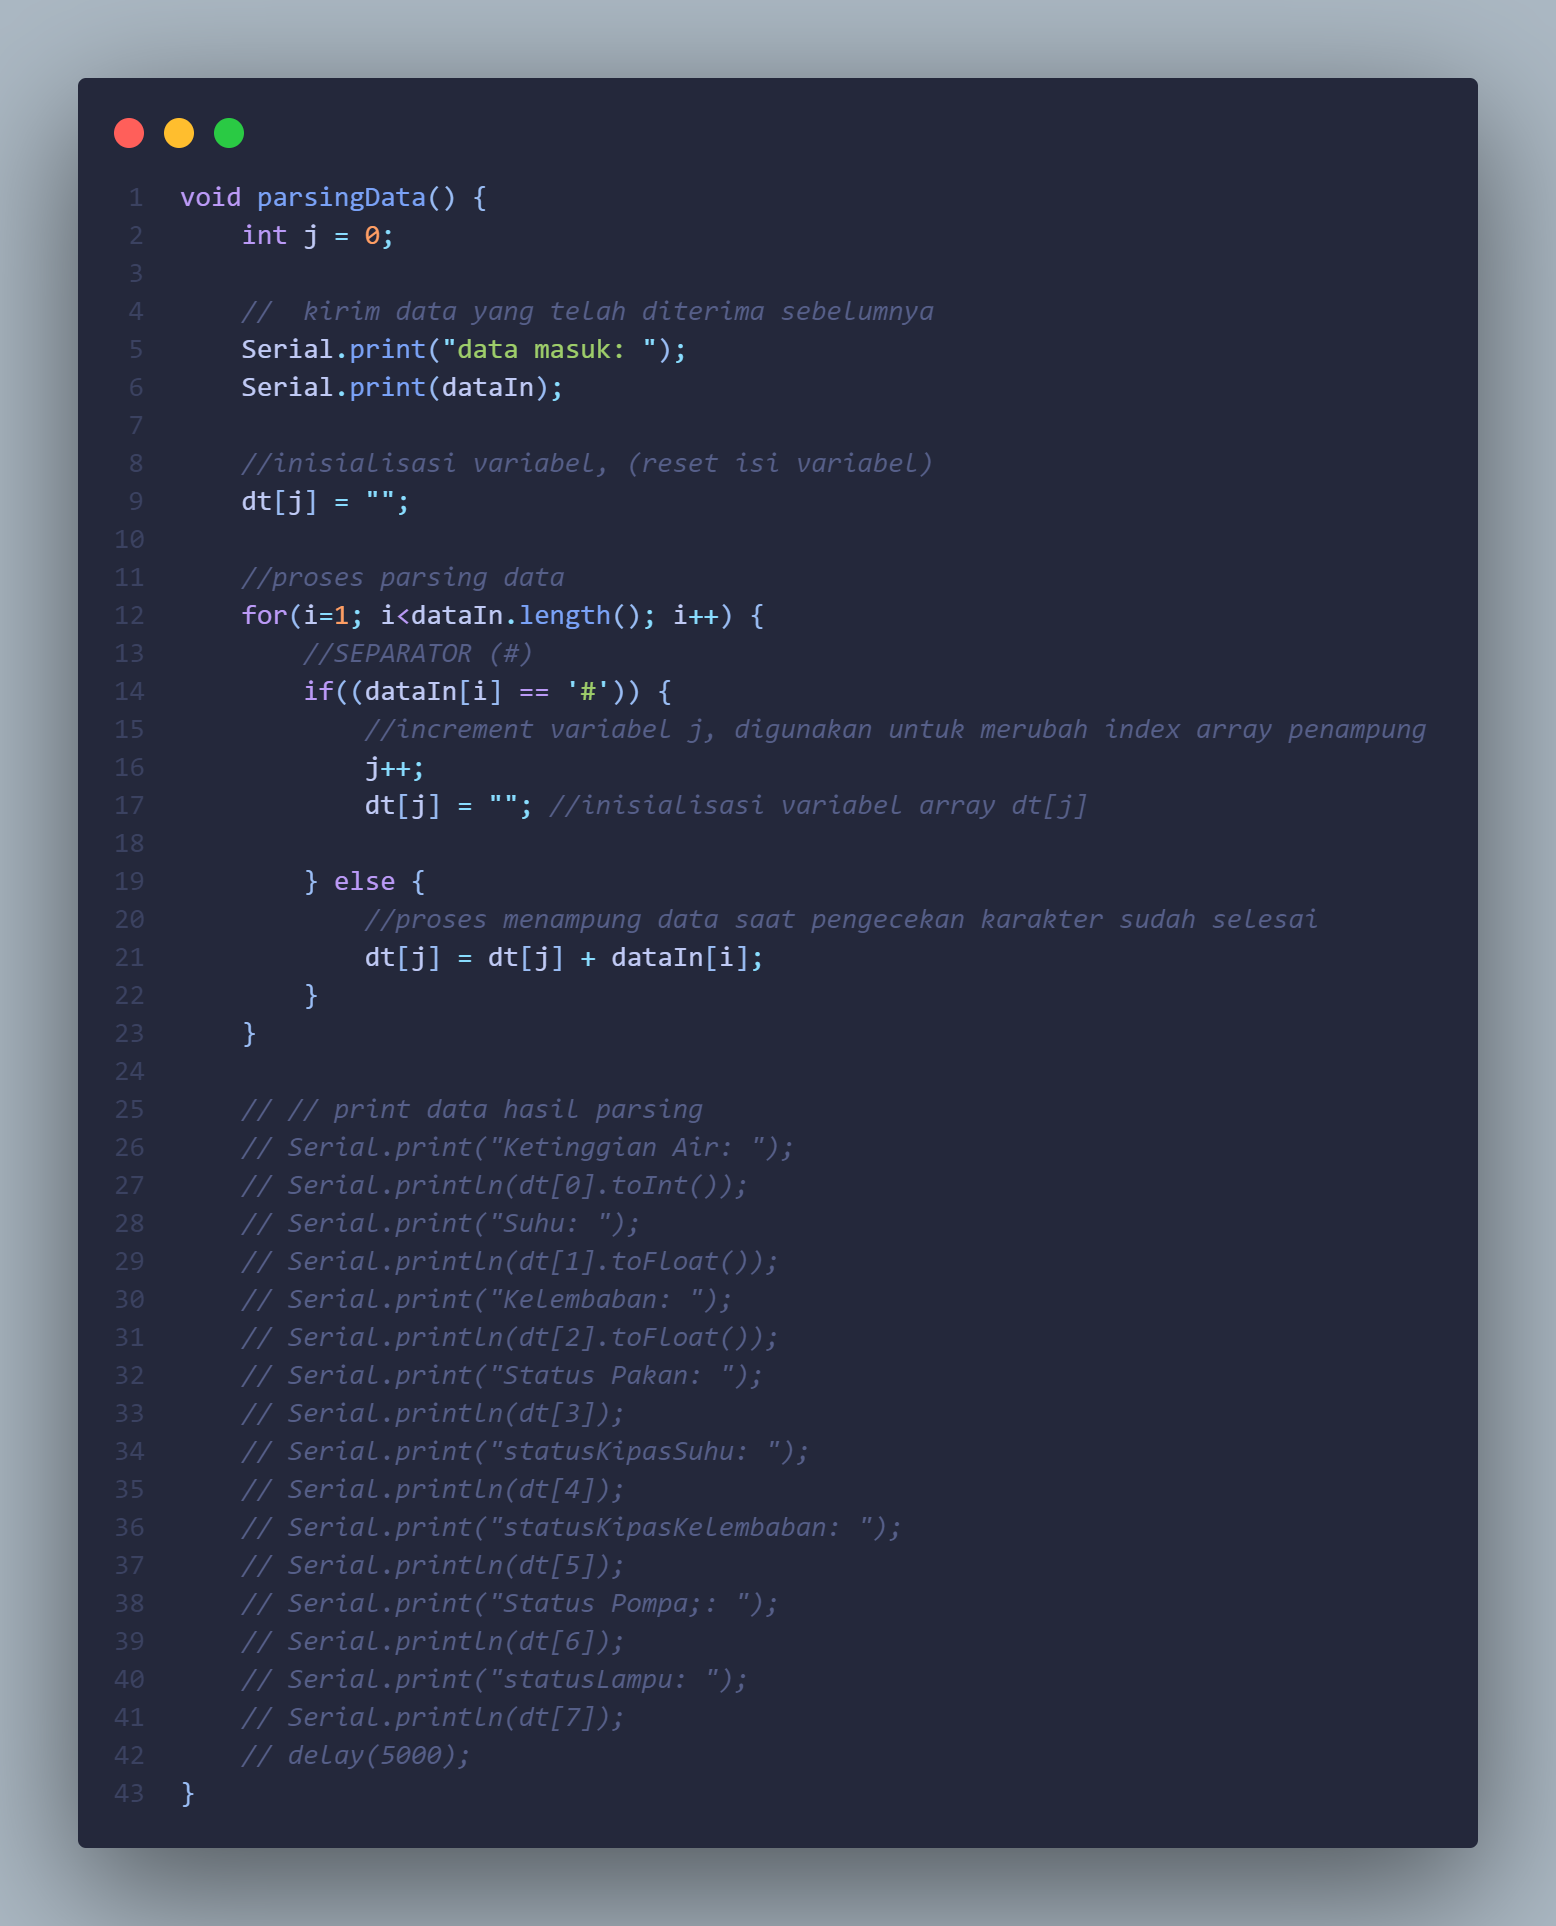 1 void parsingData() {
2     int j = 0;
3
4     //  kirim data yang telah diterima sebelumnya
5     Serial.print("data masuk: ");
6     Serial.print(dataIn);
7
8     //inisialisasi variabel, (reset isi variabel)
9     dt[j] = "";
10
11     //proses parsing data
12     for(i=1; i<dataIn.length(); i++) {
13         //SEPARATOR (#)
14         if((dataIn[i] == '#')) {
15             //increment variabel j, digunakan untuk merubah index array penampung
16             j++;
17             dt[j] = ""; //inisialisasi variabel array dt[j]
18
19         } else {
20             //proses menampung data saat pengecekan karakter sudah selesai
21             dt[j] = dt[j] + dataIn[i];
22         }
23     }
24
25     // // print data hasil parsing
26     // Serial.print("Ketinggian Air: ");
27     // Serial.println(dt[0].toInt());
28     // Serial.print("Suhu: ");
29     // Serial.println(dt[1].toFloat());
30     // Serial.print("Kelembaban: ");
31     // Serial.println(dt[2].toFloat());
32     // Serial.print("Status Pakan: ");
33     // Serial.println(dt[3]);
34     // Serial.print("statusKipasSuhu: ");
35     // Serial.println(dt[4]);
36     // Serial.print("statusKipasKelembaban: ");
37     // Serial.println(dt[5]);
38     // Serial.print("Status Pompa;: ");
39     // Serial.println(dt[6]);
40     // Serial.print("statusLampu: ");
41     // Serial.println(dt[7]);
42     // delay(5000);
43 }